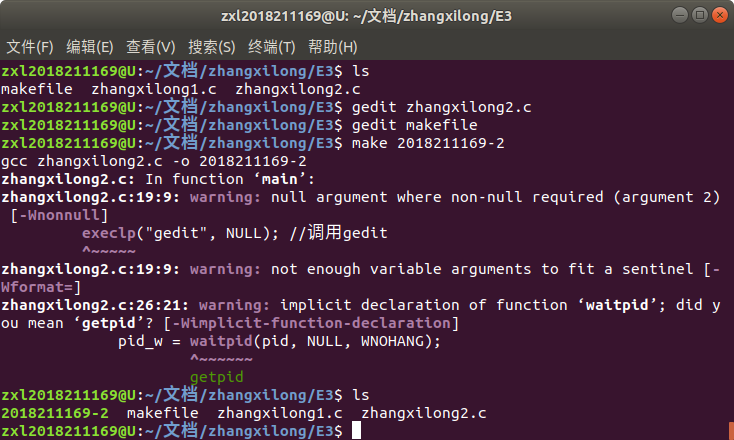 zxl2018211169@U: ~/文档/zhangxilong/E3
文件(F) 编辑(E) 查看(V) 搜索(S) 终端(T) 帮助(H)
zxl2018211169@U:~/文档/zhangxilong/E3$ ls
makefile  zhangxilong1.c  zhangxilong2.c
zxl2018211169@U:~/文档/zhangxilong/E3$ gedit zhangxilong2.c
zxl2018211169@U:~/文档/zhangxilong/E3$ gedit makefile
zxl2018211169@U:~/文档/zhangxilong/E3$ make 2018211169-2
gcc zhangxilong2.c -o 2018211169-2
zhangxilong2.c: In function ‘main’:
zhangxilong2.c:19:9: warning: null argument where non-null required (argument 2)
 [-Wnonnull]
         execlp("gedit", NULL); //调用gedit
         ^~~~~~
zhangxilong2.c:19:9: warning: not enough variable arguments to fit a sentinel [-
Wformat=]
zhangxilong2.c:26:21: warning: implicit declaration of function ‘waitpid’; did y
ou mean ‘getpid’? [-Wimplicit-function-declaration]
             pid_w = waitpid(pid, NULL, WNOHANG);
                     ^~~~~~~
                     getpid
zxl2018211169@U:~/文档/zhangxilong/E3$ ls
2018211169-2  makefile  zhangxilong1.c  zhangxilong2.c
zxl2018211169@U:~/文档/zhangxilong/E3$